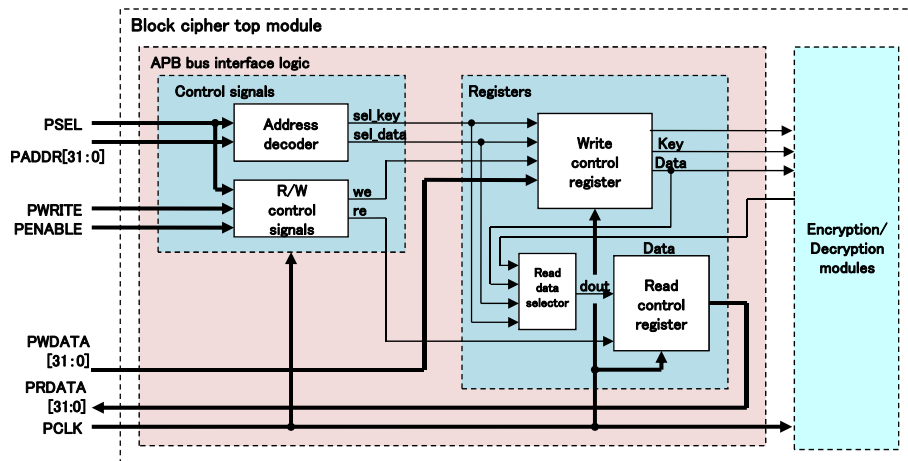 Block cipher top module
APB bus interface logic
Control signals
Registers
PSEL
PADDR[31:0]
PWRITE
PENABLE
PWDATA
[31:0]
PRDATA
[31:0]
PCLK
Address
decoder
sel_key
sel_data
R/W
control
signals
we
re
Write
control
register
Key
Data
Read
data
selector
dout
Data
Read
control
register
Encryption/
Decryption
modules